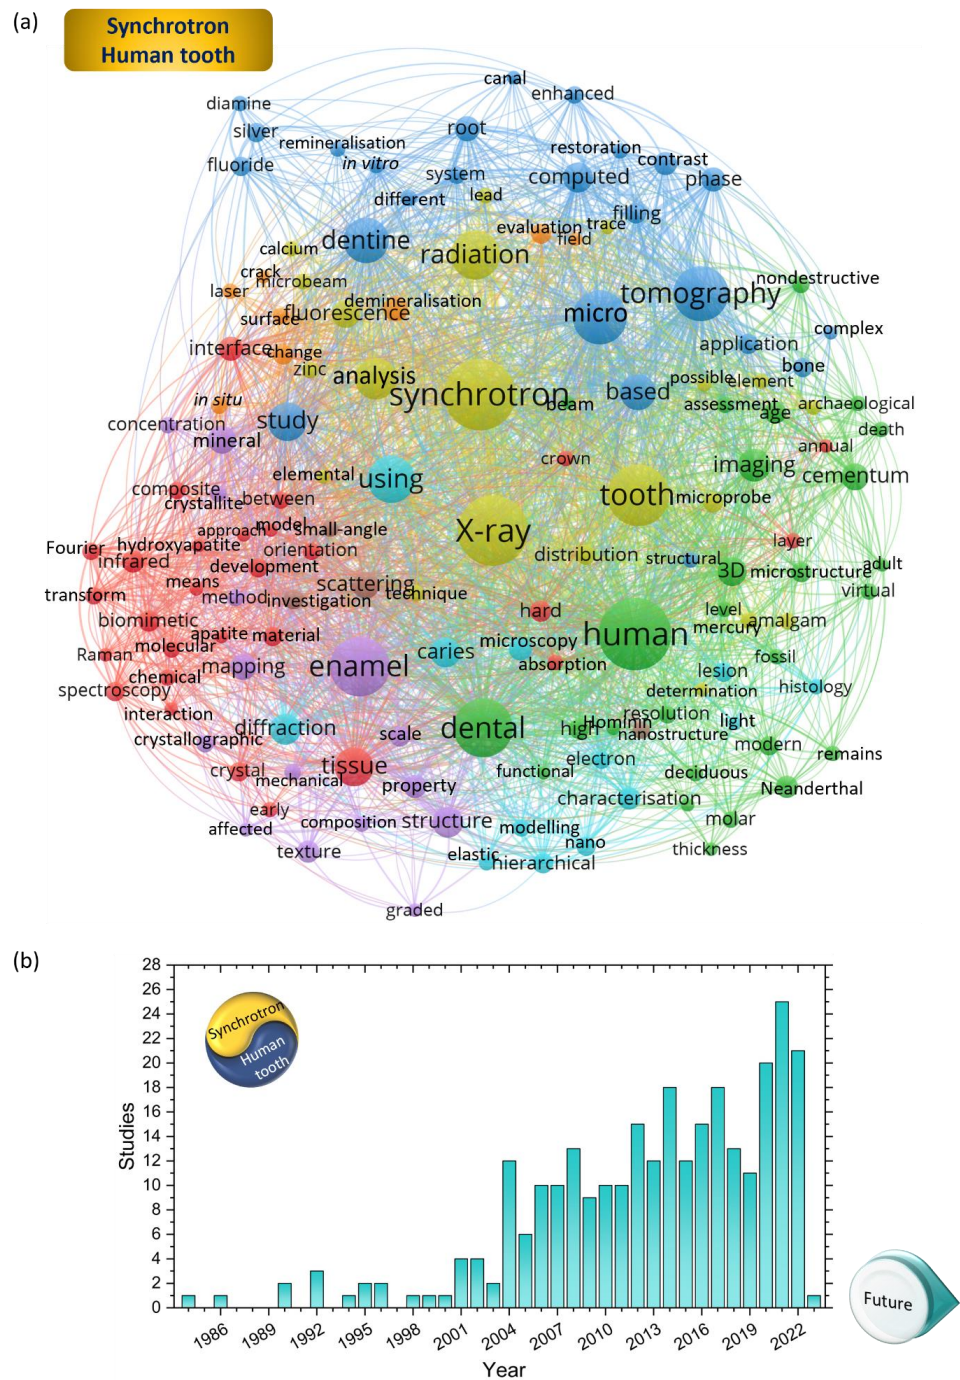 (a)
Synchrotron
Human tooth
canal
enhanced
diamine
silver
root
remineralisation
restoration
in vitro
contrast
fluoride
system
computed
phase
different
lead
filling
evaluation
trace
field
dentine
calcium
radiation
crack
microbeam
nondestructive
laser
demineralisation
tomography
surface
fluorescence
micro
complex
interface
change
application
zinc
analysis
bone
synchrotron
based
possible
element
in situ
beam
assessment
age
archaeological
concentration
study
death
mineral
annual
crown
imaging
elemental
using
cementum
composite
crystallite
between
tooth
microprobe
approach
model
small-angle
X-ray
Fourier
hydroxyapatite
orientation
layer
infrared
development
distribution
structural
adult
means
scattering
3D
microstructure
transform
method
investigation
technique
virtual
biomimetic
hard
level
amalgam
apatite
material
human
mercury
molecular
microscopy
Raman
caries
fossil
chemical
mapping
enamel
absorption
lesion
spectroscopy
determination
histology
interaction
resolution
diffraction
dental
high
Hominin
light
crystallographic
scale
nanostructure
modern
remains
crystal
tissue
electron
mechanical
functional
deciduous
property
Neanderthal
characterisation
early
affected
composition
structure
modelling
molar
texture
elastic
nano
thickness
hierarchical
graded
(b)
28
26
24
22
20
18
16
14
12
10
8
6
4
2
0
Studies
Synchrotron
Human
tooth
1986
1989
1992
1995
1998
2001
2004
2007
2010
2013
2016
2019
2022
Year
Future